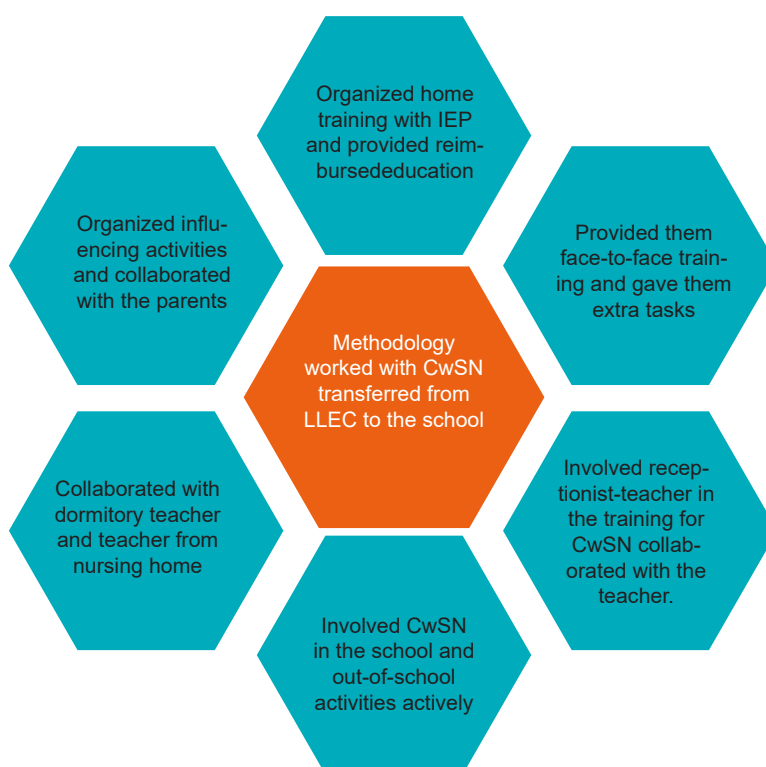 Organized home
training with IEP
and provided reim-
bursededucation
Provided them
face-to-face train-
ing and gave them
extra tasks
Involved recep-
tionist-teacher in
the training for
CwSN collab-
orated with the
teacher.
Involved CwSN
in the school and
out-of-school
activities actively
Collaborated with
dormitory teacher
and teacher from
nursing home
Organized influ-
encing activities
and collaborated
with the parents
Methodology
worked with CwSN
transferred from
LLEC to the school